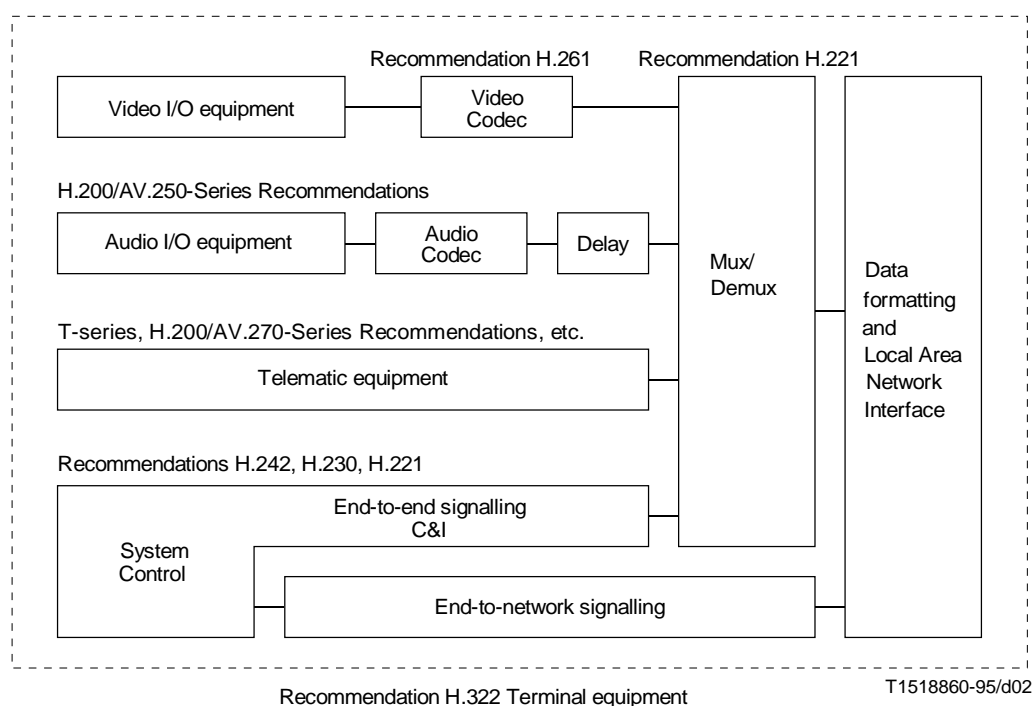 Recommendation H.261
Recommendation H.221
Video I/O equipment
Video
Codec
H.200/AV.250-Series Recommendations
Audio I/O equipment
Audio
Codec
Delay
Mux/
Demux
Data
formatting
and
Local Area
Network
Interface
T-series, H.200/AV.270-Series Recommendations, etc.
Telematic equipment
Recommendations H.242, H.230, H.221
End-to-end signalling
C&I
System
Control
End-to-network signalling
T1518860-95/d02
Recommendation H.322 Terminal equipment